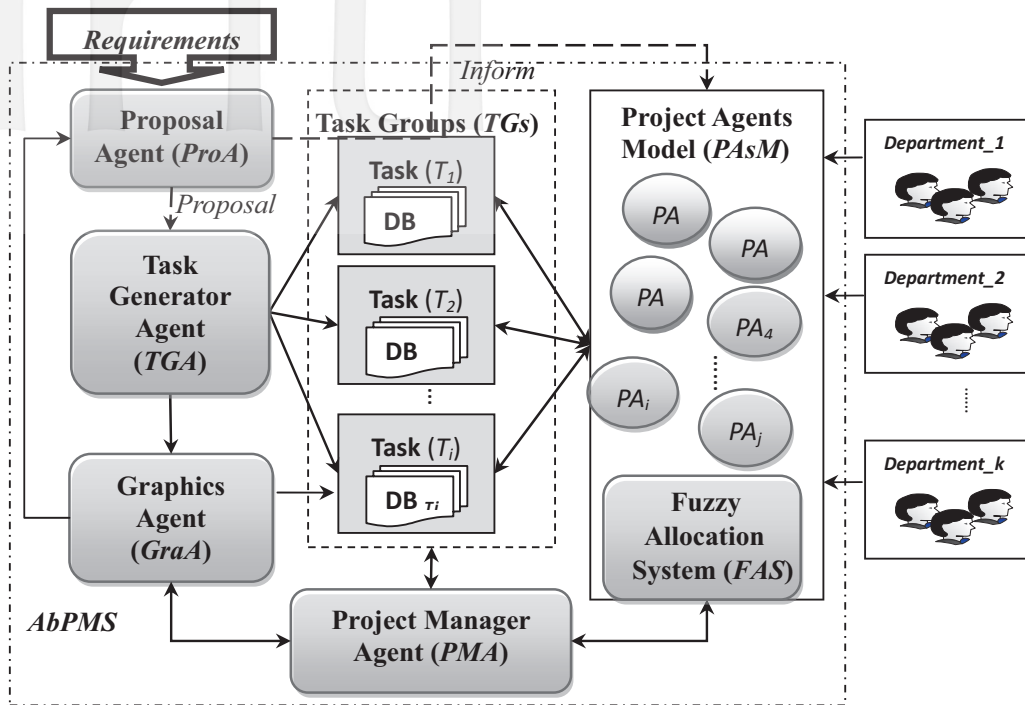 Requirements
Inform
Proposal
Agent (ProA)
Proposal
Task
Generator
Agent
(TGA)
Graphics
Agent
(GraA)
AbPMS
Task Groups (TGs)
Task (T1)
DB
Task (T2)
DB
Task (Ti)
DB Ti
Project Manager
Agent (PMA)
Project Agents
Model (PAsM)
PA
PA
PA
PA4
PAi
PAj
Fuzzy
Allocation
System (FAS)
Department_1
Department_2
Department_k